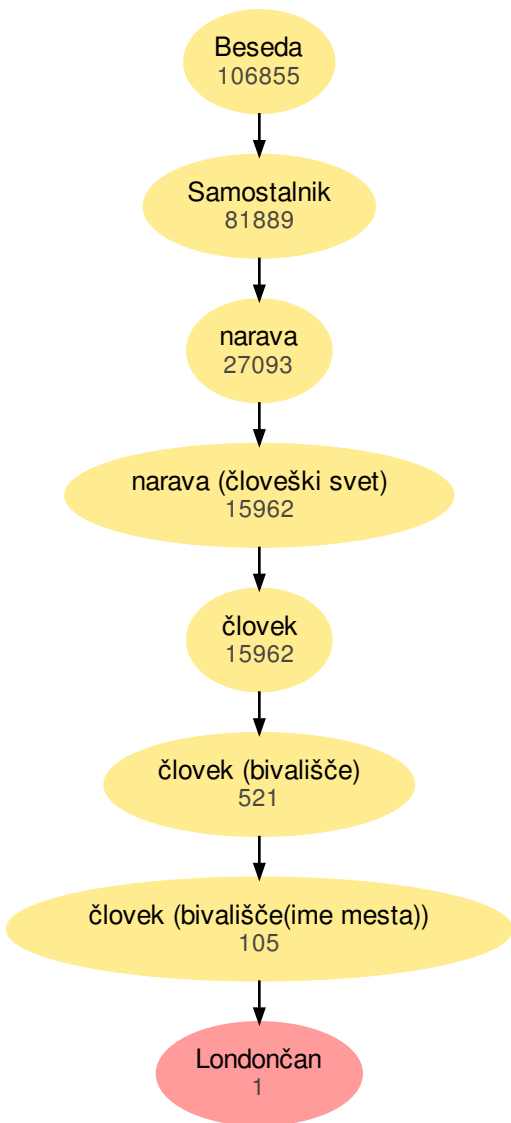 Beseda
106855
Samostalnik
81889
narava
27093
narava (človeški svet)
15962
človek
15962
človek (bivališče)
521
človek (bivališče(ime mesta))
105
Londončan
1